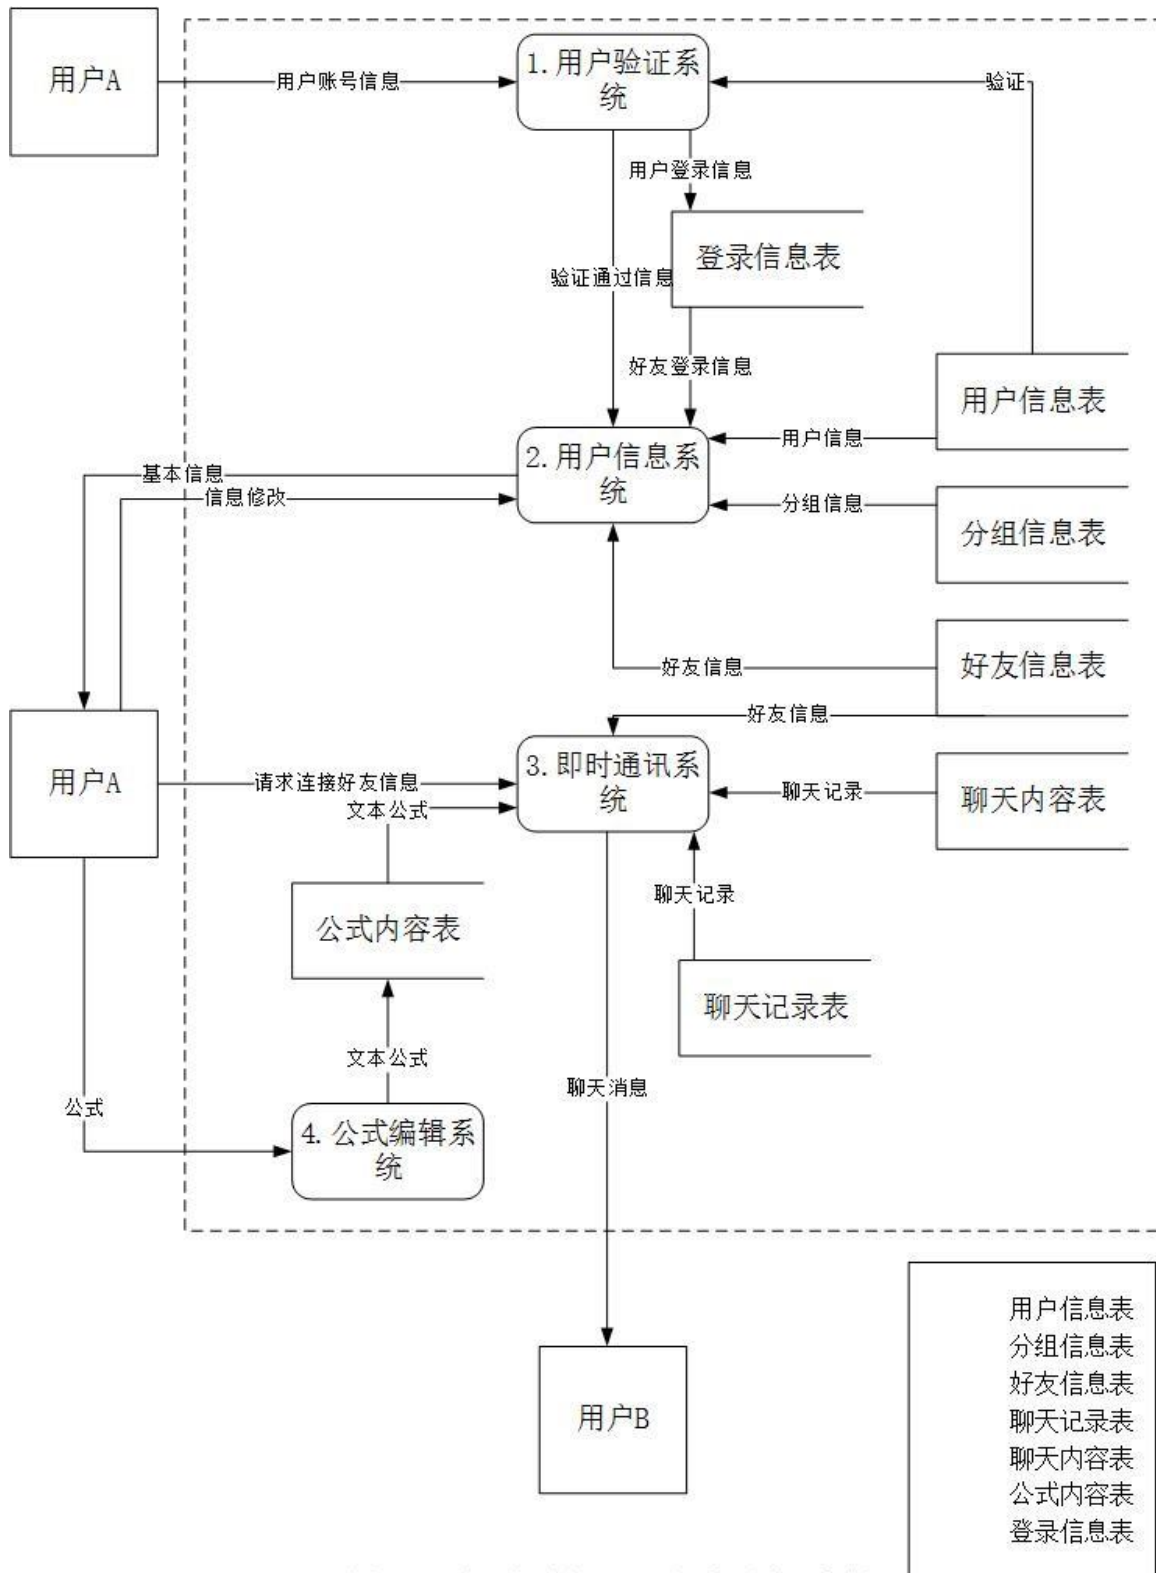 用户A
用户账号信息
1.用户验证系
统
验证
用户登录信息
登录信息表
验证通过信息
好友登录信息
用户信息表
用户信息
2.用户信息系
统
基本信息
信息修改
分组信息
分组信息表
好友信息
好友信息表
好友信息
用户A
请求连接好友信息
3.即时通讯系
统
文本公式
聊天记录
聊天内容表
聊天记录
公式内容表
聊天记录表
文本公式
聊天消息
公式
4.公式编辑系
统
用户B
用户信息表
分组信息表
好友信息表
聊天记录表
聊天内容表
公式内容表
登录信息表